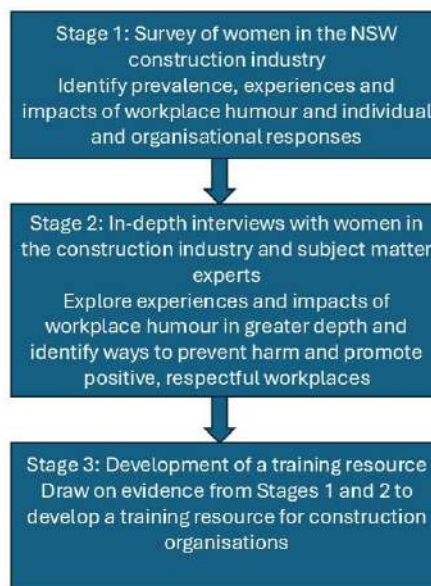 Stage 1: Survey of women in the NSW
construction industry
Identify prevalence, experiences and
impacts of workplace humour and individual
and organisational responses
Stage 2: In-depth interviews with women in
the construction industry and subject matter
experts
Explore experiences and impacts of
workplace humour in greater depth and
identify ways to prevent harm and promote
positive, respectful workplaces
Stage 3: Development of a training resource
Draw on evidence from Stages 1 and 2 to
develop a training resource for construction
organisations